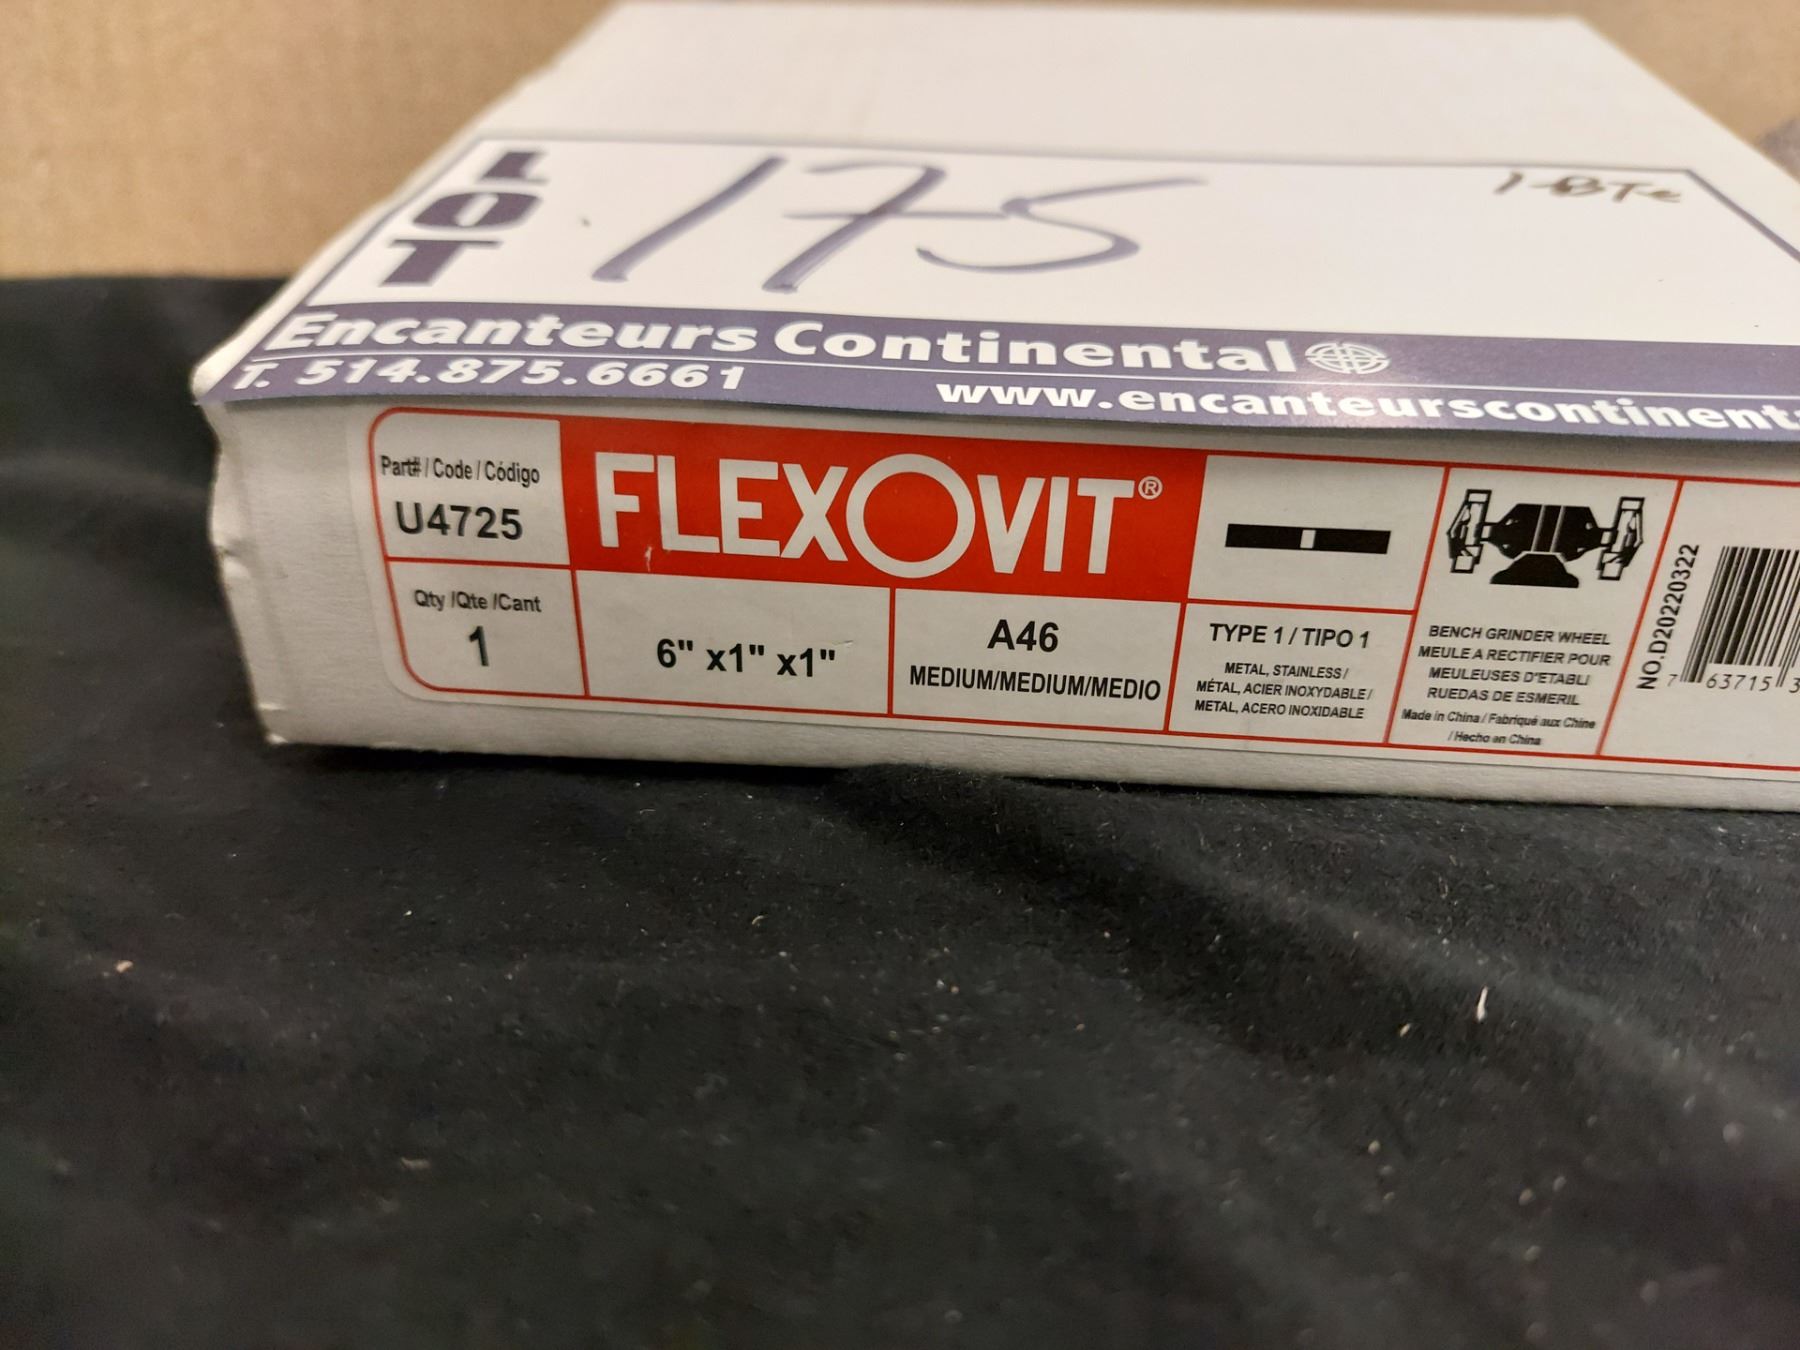 LOT 175
1-BTe
Encanteurs Continental
T. 514.875.6661
www.encanteurscontinent
Part# / Code / Código
U4725
FLEXOVIT®
Qty /Qte /Cant
1
6" x1" x1"
A46
MEDIUM/MEDIUM/MEDIO
TYPE 1 / TIPO 1
METAL, STAINLESS /
MÉTAL, ACIER INOXYDABLE /
METAL, ACERO INOXIDABLE
BENCH GRINDER WHEEL
MEULE A RECTIFIER POUR
MEULEUSES D'ETABLI
RUEDAS DE ESMERIL
Made in China / Fabriqué aux Chine
/ Hecho en China
NO.D20220322
7 63715 3